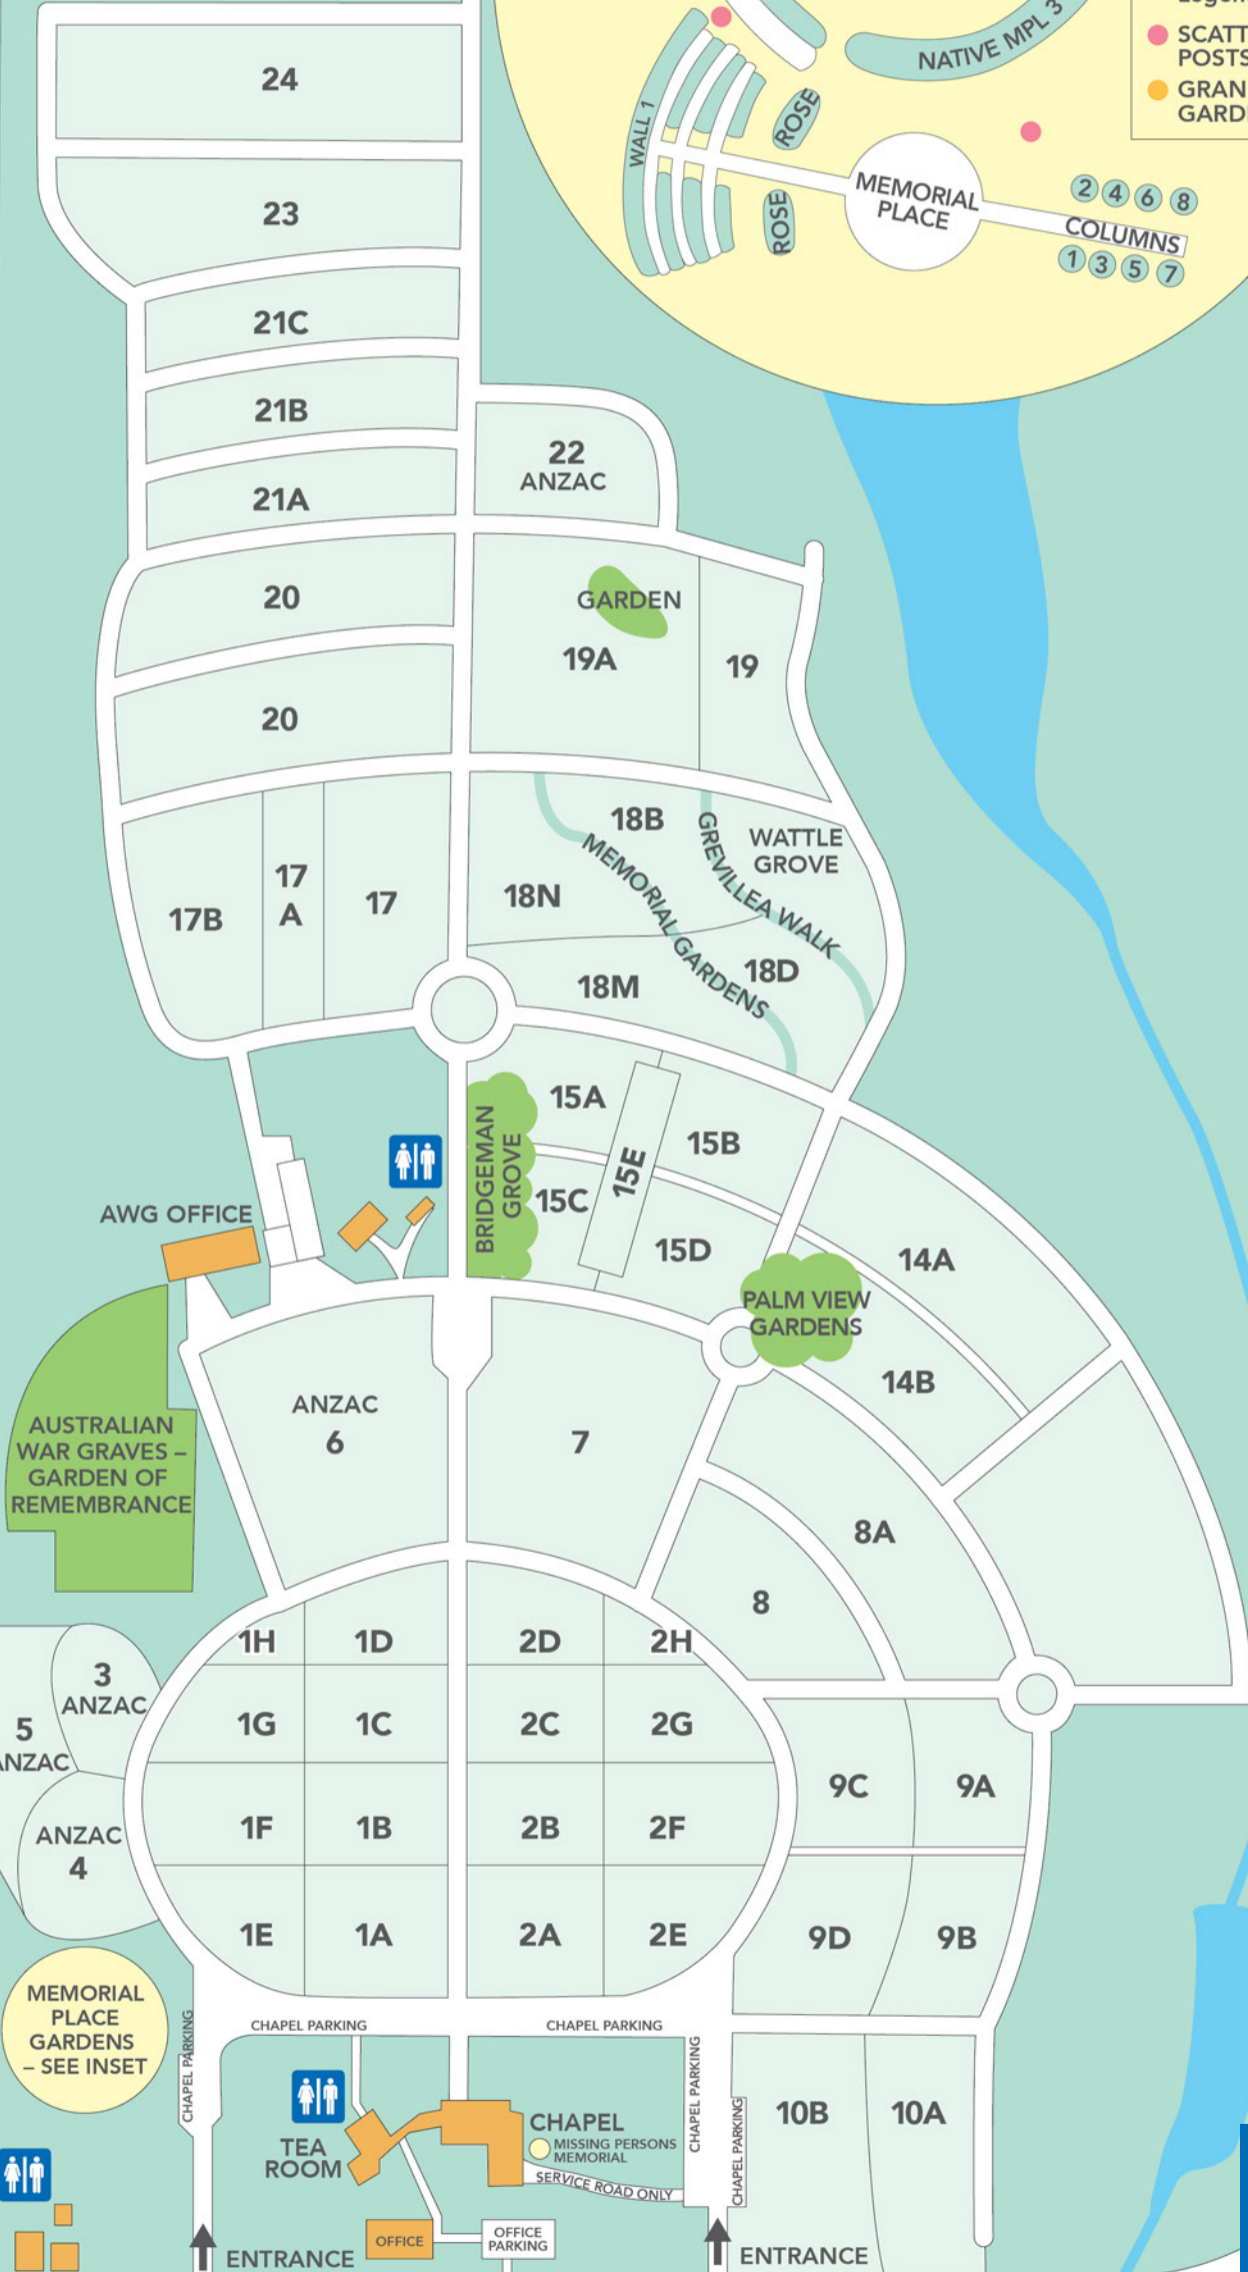 24
23
21C
21B
21A
22
ANZAC
20
20
GARDEN
19A
19
17B
17
A
17
18B
18N
18M
18D
MEMORIAL GARDENS
GREVILLEA WALK
WATTLE
GROVE
NATIVE MPL 3
WALL 1
ROSE
ROSE
MEMORIAL
PLACE
COLUMNS
2 4 6 8
1 3 5 7
SCATT
POSTS
GRAN
GARD
BRIDGEMAN
GROVE
15A
15B
15E
15C
15D
14A
14B
PALM VIEW
GARDENS
AWG OFFICE
AUSTRALIAN
WAR GRAVES –
GARDEN OF
REMEMBRANCE
ANZAC
6
7
8A
8
1H
1D
2D
2H
1G
1C
2C
2G
1F
1B
2B
2F
1E
1A
2A
2E
3
ANZAC
5
ANZAC
ANZAC
4
9C
9A
9D
9B
10B
10A
MEMORIAL
PLACE
GARDENS
– SEE INSET
CHAPEL PARKING
CHAPEL PARKING
CHAPEL PARKING
CHAPEL PARKING
CHAPEL PARKING
TEA
ROOM
CHAPEL
MISSING PERSONS
MEMORIAL
SERVICE ROAD ONLY
OFFICE
OFFICE
PARKING
ENTRANCE
ENTRANCE